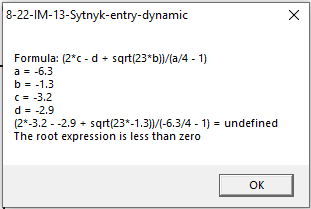 8-22-IM-13-Sytnyk-entry-dynamic
Formula: (2*c - d + sqrt(23*b))/(a/4 - 1)
a = -6.3
b = -1.3
c = -3.2
d = -2.9
(2*-3.2 - -2.9 + sqrt(23*-1.3))/(-6.3/4 - 1) = undefined
The root expression is less than zero
OK